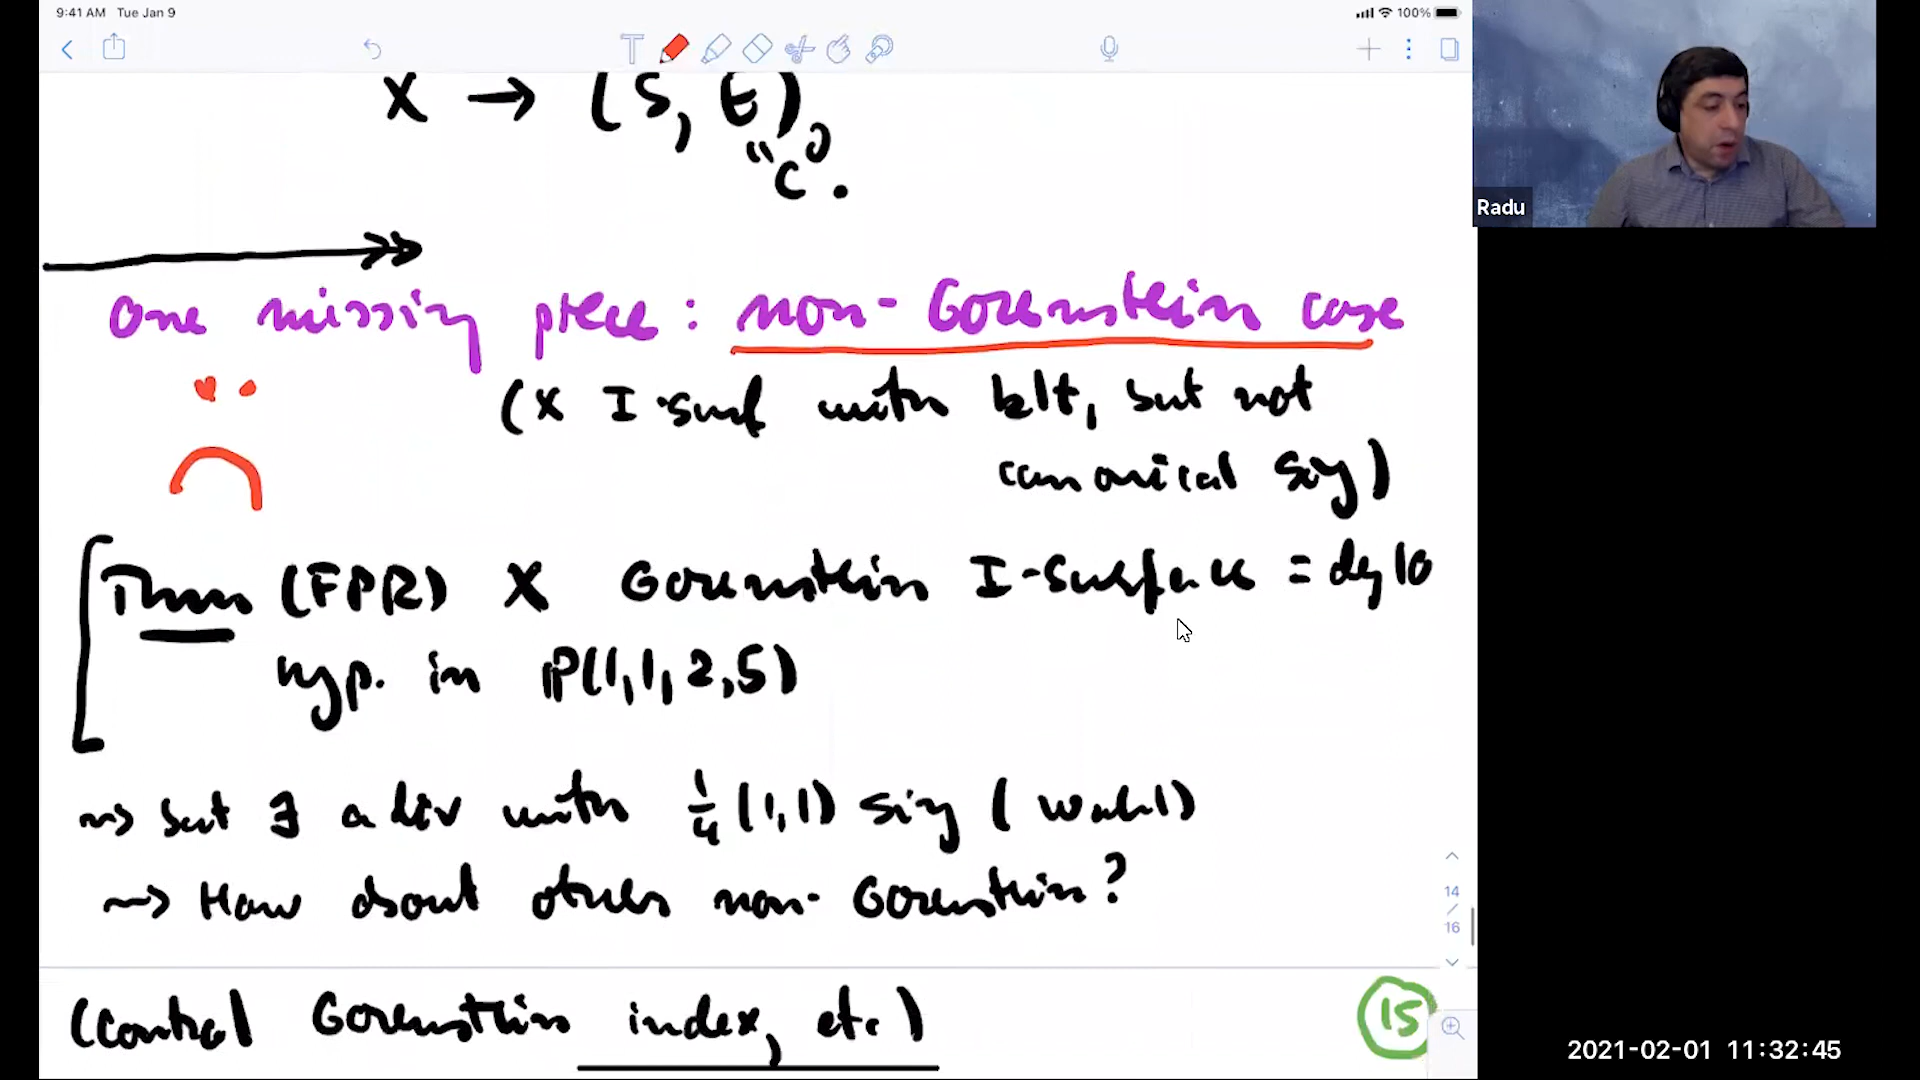 9:41 AM Tue Jan 9
100%
X → (S, E),
"C".
One missing piece: non-Gorenstein case
(X I-surf with klt, but not
canonical sing)
Thm (FPR) X Gorenstein I-surface = deg 10
hyp. in P(1,1,2,5)
~> but ∃ a div with 1/4 (1,1) sing (Wahl)
~> How about other non-Gorenstein?
14
/
16
(control Gorenstein index, etc)
15
Radu
2021-02-01 11:32:45